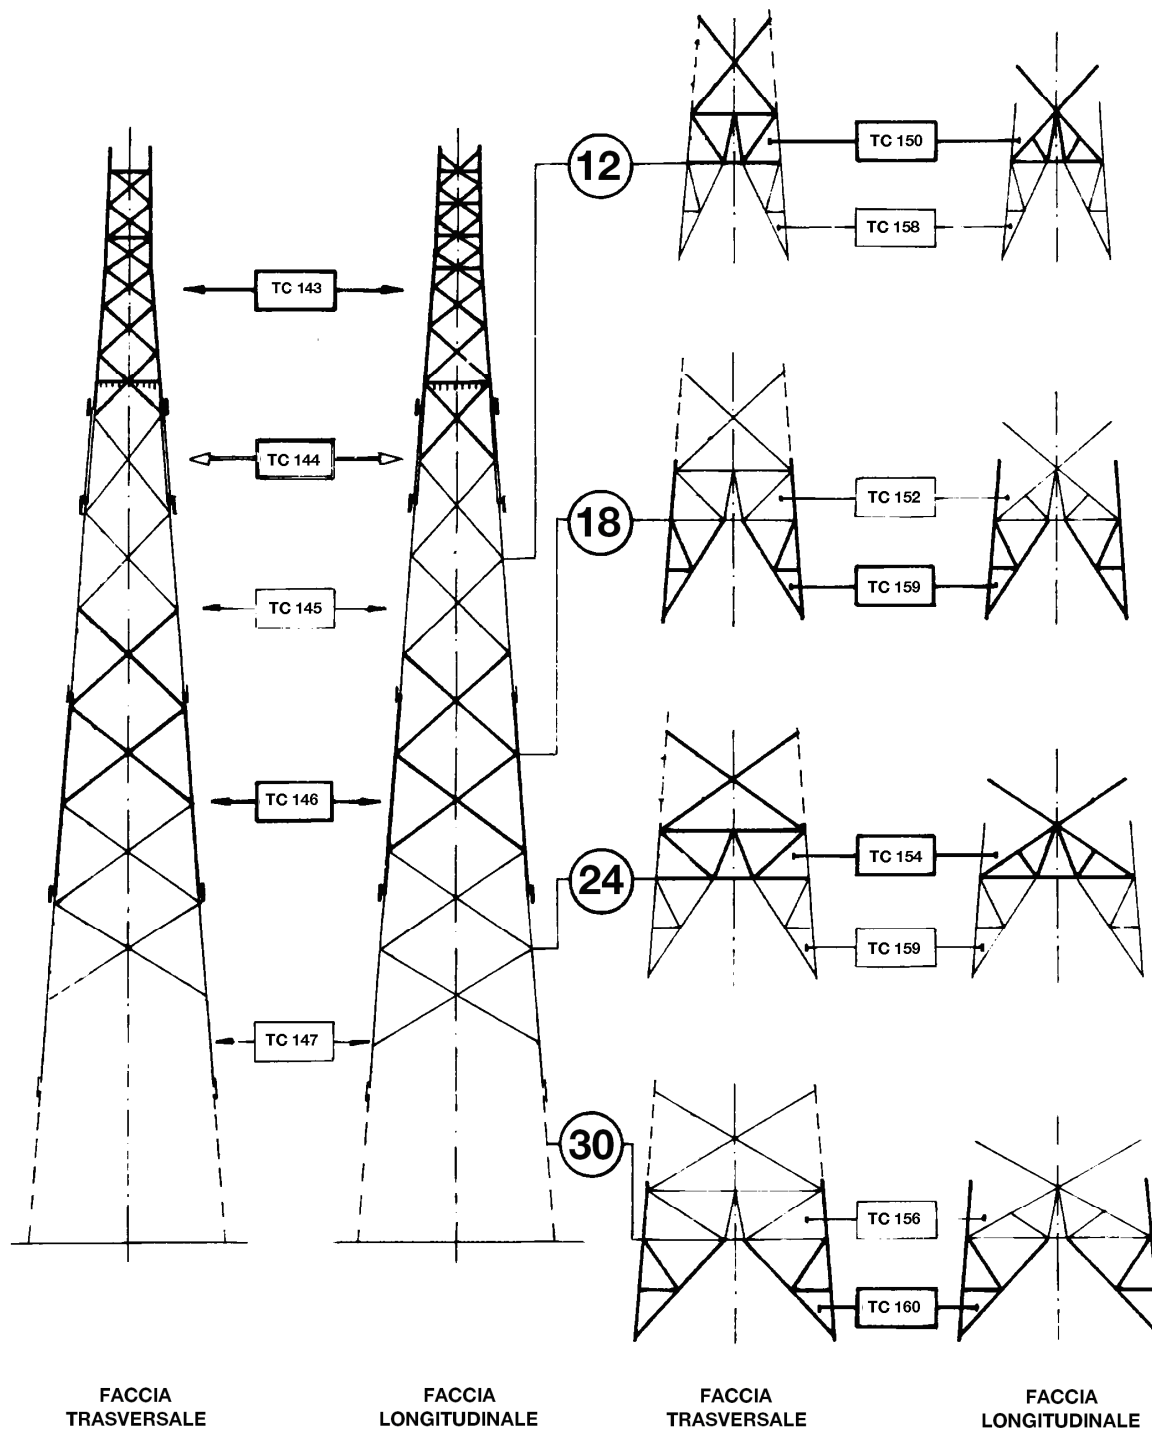 TC 143
TC 144
TC 145
TC 146
TC 147
12
TC 150
TC 158
18
TC 152
TC 159
24
TC 154
TC 159
30
TC 156
TC 160
FACCIA
TRASVERSALE
FACCIA
LONGITUDINALE
FACCIA
TRASVERSALE
FACCIA
LONGITUDINALE